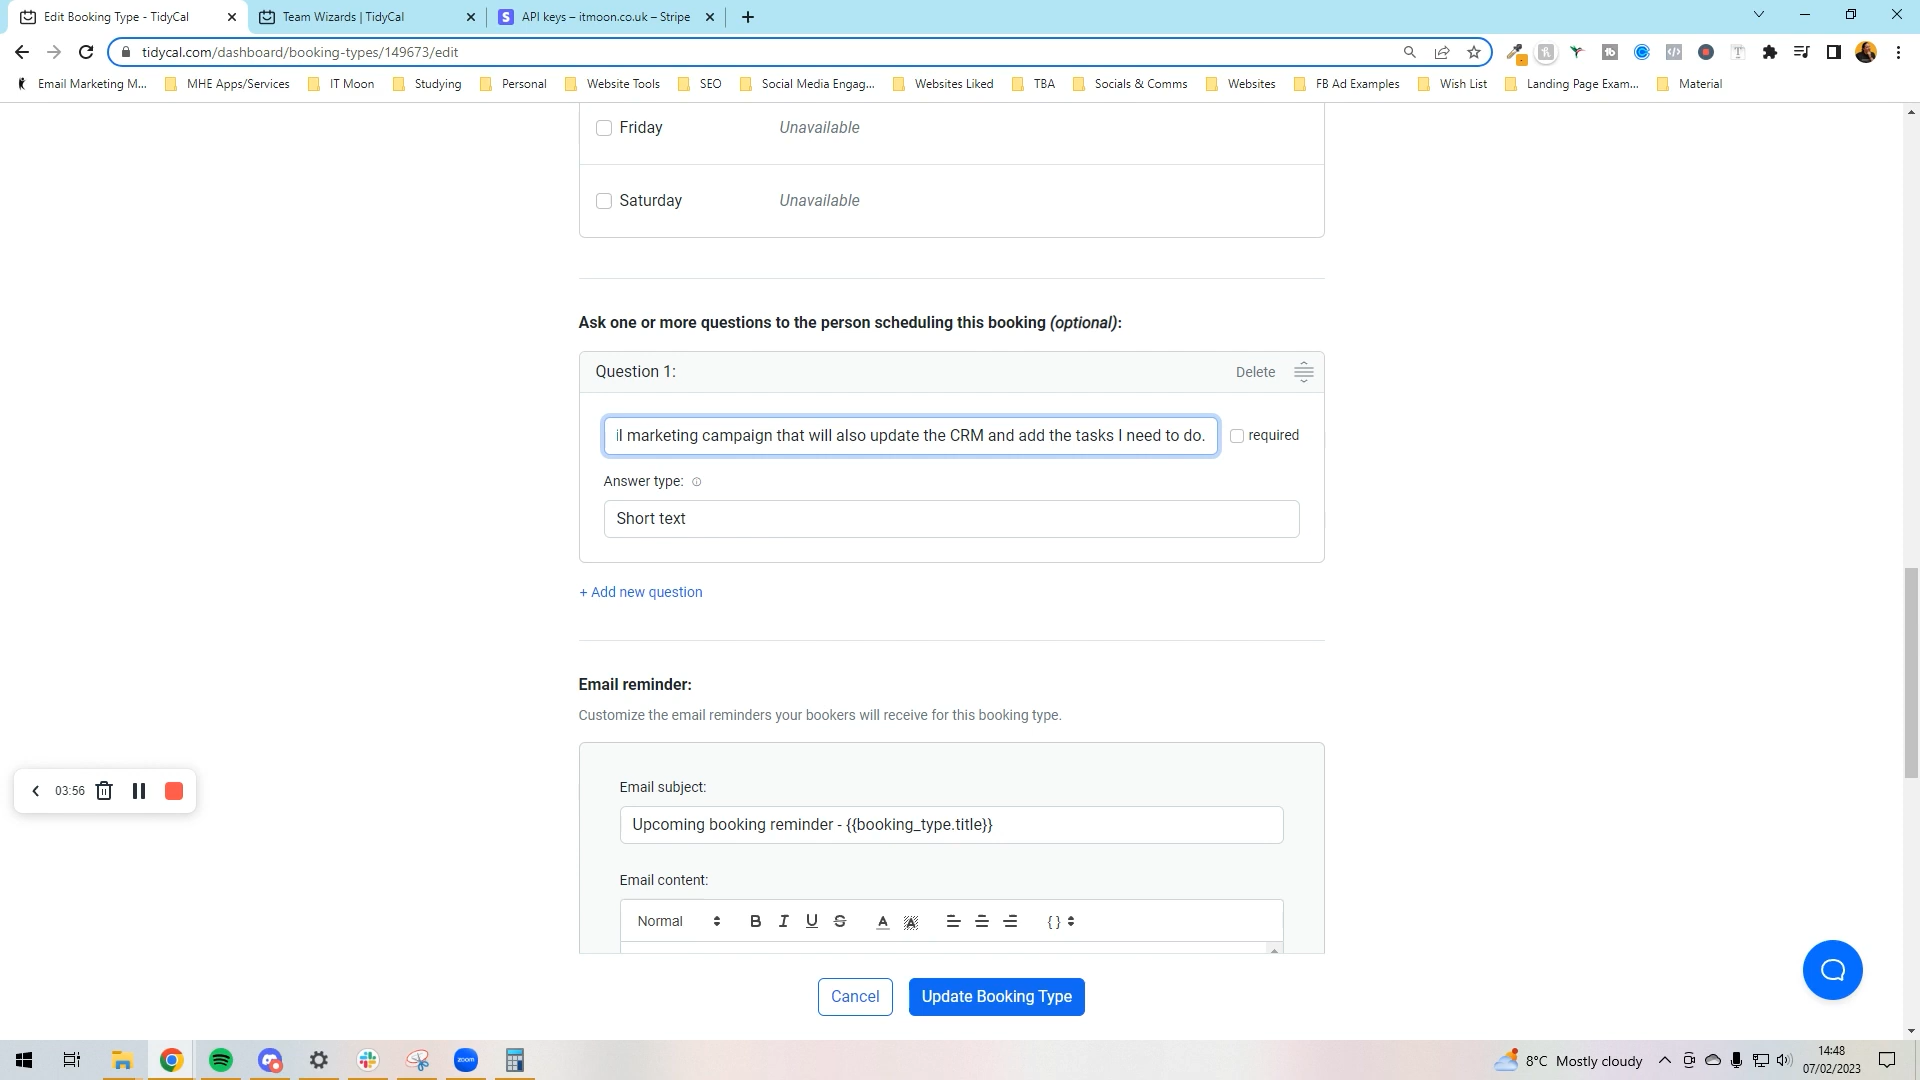 Edit Booking Type - TidyCal
Team Wizards | TidyCal
API keys – itmoon.co.uk – Stripe
tidycal.com/dashboard/booking-types/149673/edit
Email Marketing M...
MHE Apps/Services
IT Moon
Studying
Personal
Website Tools
SEO
Social Media Engag...
Websites Liked
TBA
Socials & Comms
Websites
FB Ad Examples
Wish List
Landing Page Exam...
Material
Friday
Unavailable
Saturday
Unavailable
Ask one or more questions to the person scheduling this booking (optional):
Question 1:
Delete
il marketing campaign that will also update the CRM and add the tasks I need to do.
required
Answer type:
Short text
+ Add new question
Email reminder:
Customize the email reminders your bookers will receive for this booking type.
03:56
Email subject:
Upcoming booking reminder - {{booking_type.title}}
Email content:
Normal
B I U S A A { }
Cancel
Update Booking Type
zoom
8°C Mostly cloudy
14:48
07/02/2023